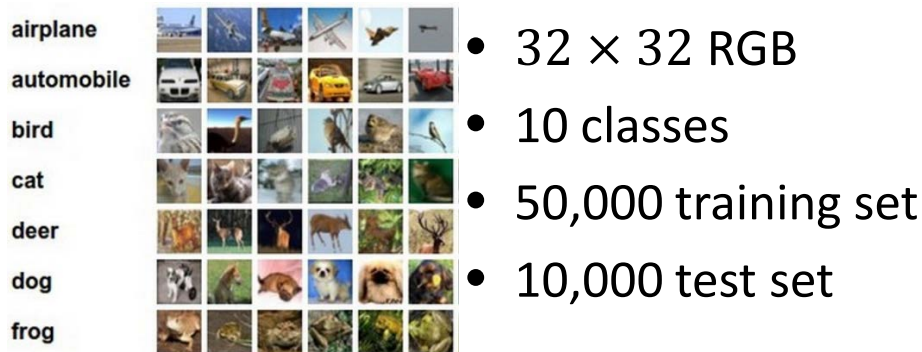 airplane
automobile
bird
cat
deer
dog
frog
• 32 × 32 RGB
• 10 classes
• 50,000 training set
• 10,000 test set